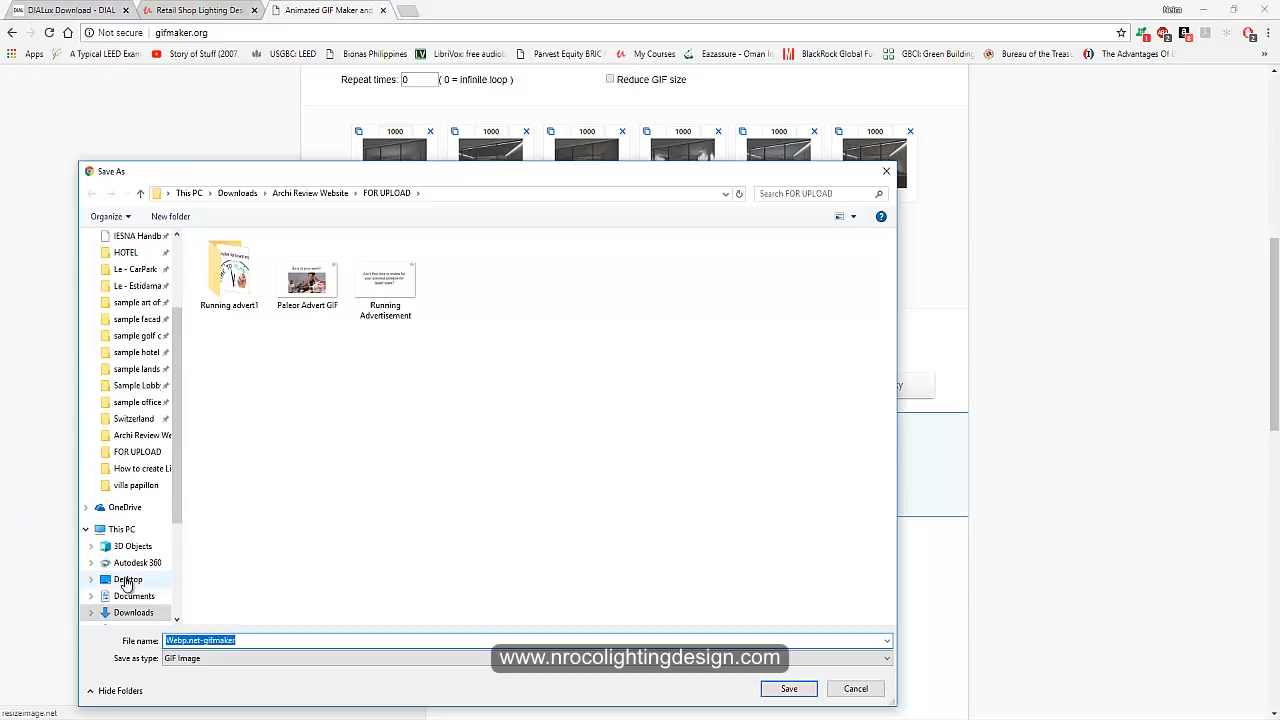 DIALux Download - DIAL
Retail Shop Lighting Des
Animated GIF Maker and
Not secure
gifmaker.org
Apps
A Typical LEED Exam
Story of Stuff (2007,
USGBC: LEED
Bionas Philippines
LibriVox: free audiob
Parvest Equity BRIC
My Courses
Eazassure - Oman In
BlackRock Global Fu
GBCI: Green Building
Bureau of the Treasu
The Advantages Of E
Repeat times: 0 ( 0 = infinite loop )
Reduce GIF size
1000 1000 1000 1000 1000 1000
Save As
This PC > Downloads > Archi Review Website > FOR UPLOAD >
Search FOR UPLOAD
Organize
New folder
IESNA Handb
HOTEL
Le - CarPark
Le - Estidama
sample art of
sample facad
sample golf c
sample hotel
sample lands
Sample Lobb
sample office
Switzerland
Archi Review We
FOR UPLOAD
How to create Li
villa papillon
OneDrive
This PC
3D Objects
Autodesk 360
Desktop
Documents
Downloads
Running advert1
Paleor Advert GIF
Running
Advertisement
File name: Webp.net-gifmaker
Save as type: GIF Image
www.nrocolightingdesign.com
Hide Folders
Save
Cancel
resizeimage.net